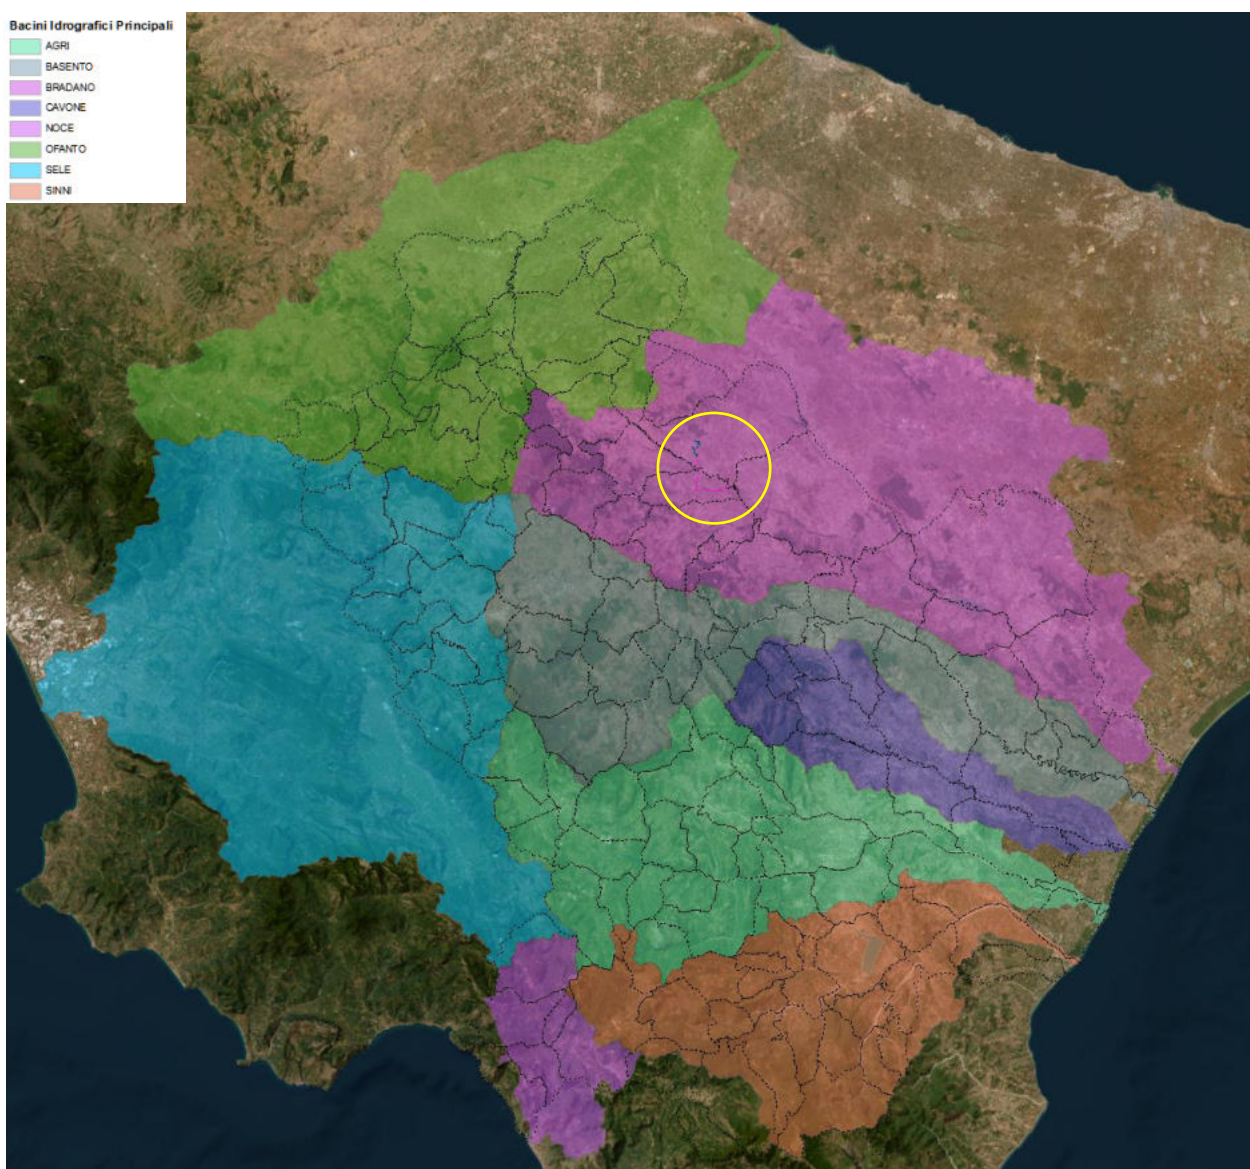 Bacini Idrografici Principali
AGRI
BASENTO
BRADANO
CAVONE
NOCE
OFANTO
SELE
SINNI